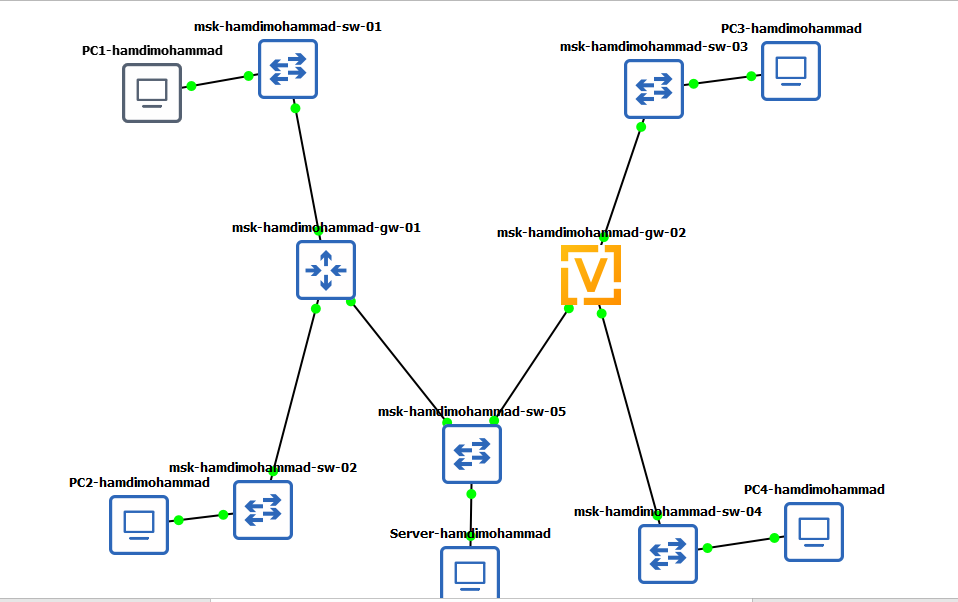 msk-hamdimohammad-sw-01
PC3-hamdimohammad
PC1-hamdimohammad
msk-hamdimohammad-sw-03
msk-hamdimohammad-gw-01
msk-hamdimohammad-gw-02
V
msk-hamdimohammad-sw-05
msk-hamdimohammad-sw-02
PC2-hamdimohammad
PC4-hamdimohammad
msk-hamdimohammad-sw-04
Server-hamdimohammad